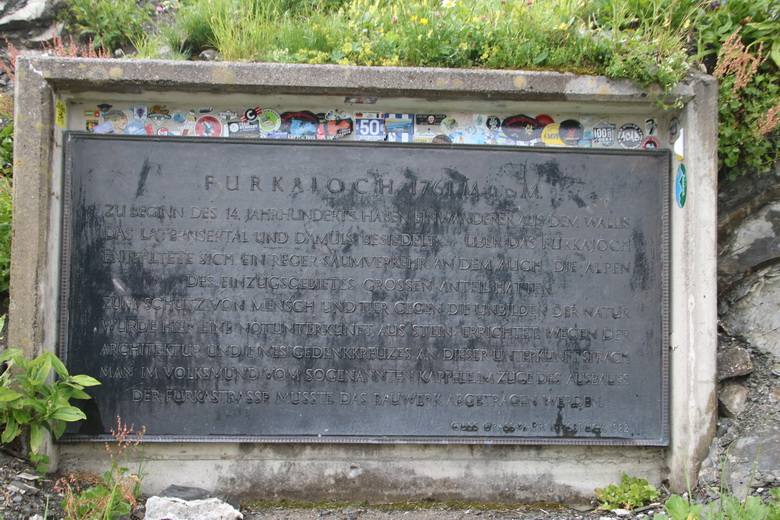 FURKAJOCH 1761 M.Ü.D.M.
ZU BEGINN DES 14. JAHRHUNDERTS HABEN EINWANDERER AUS DEM WALLIS
DAS LATERNSERTAL UND DAMÜLS BESIEDELT. ÜBER DAS FURKAJOCH
ENTFALTETE SICH EIN REGER SAUMVERKEHR AN DEM AUCH DIE ALPEN
DES EINZUGSGEBIETES GROSSEN ANTEIL HATTEN.
ZUM SCHUTZ VON MENSCH UND TIER GEGEN DIE UNBILDEN DER NATUR
WURDE HIER EINE NOTUNTERKUNFT AUS STEIN ERRICHTET. WEGEN DER
ARCHITEKTUR UND EINES GEDENKKREUZES AN DIESER UNTERKUNFT SPRACH
MAN IM VOLKSMUND VOM SOGENANNTEN KAPPELE. IM ZUGE DES AUSBAUES
DER FURKASTRASSE MUSSTE DAS BAUWERK ABGETRAGEN WERDEN.